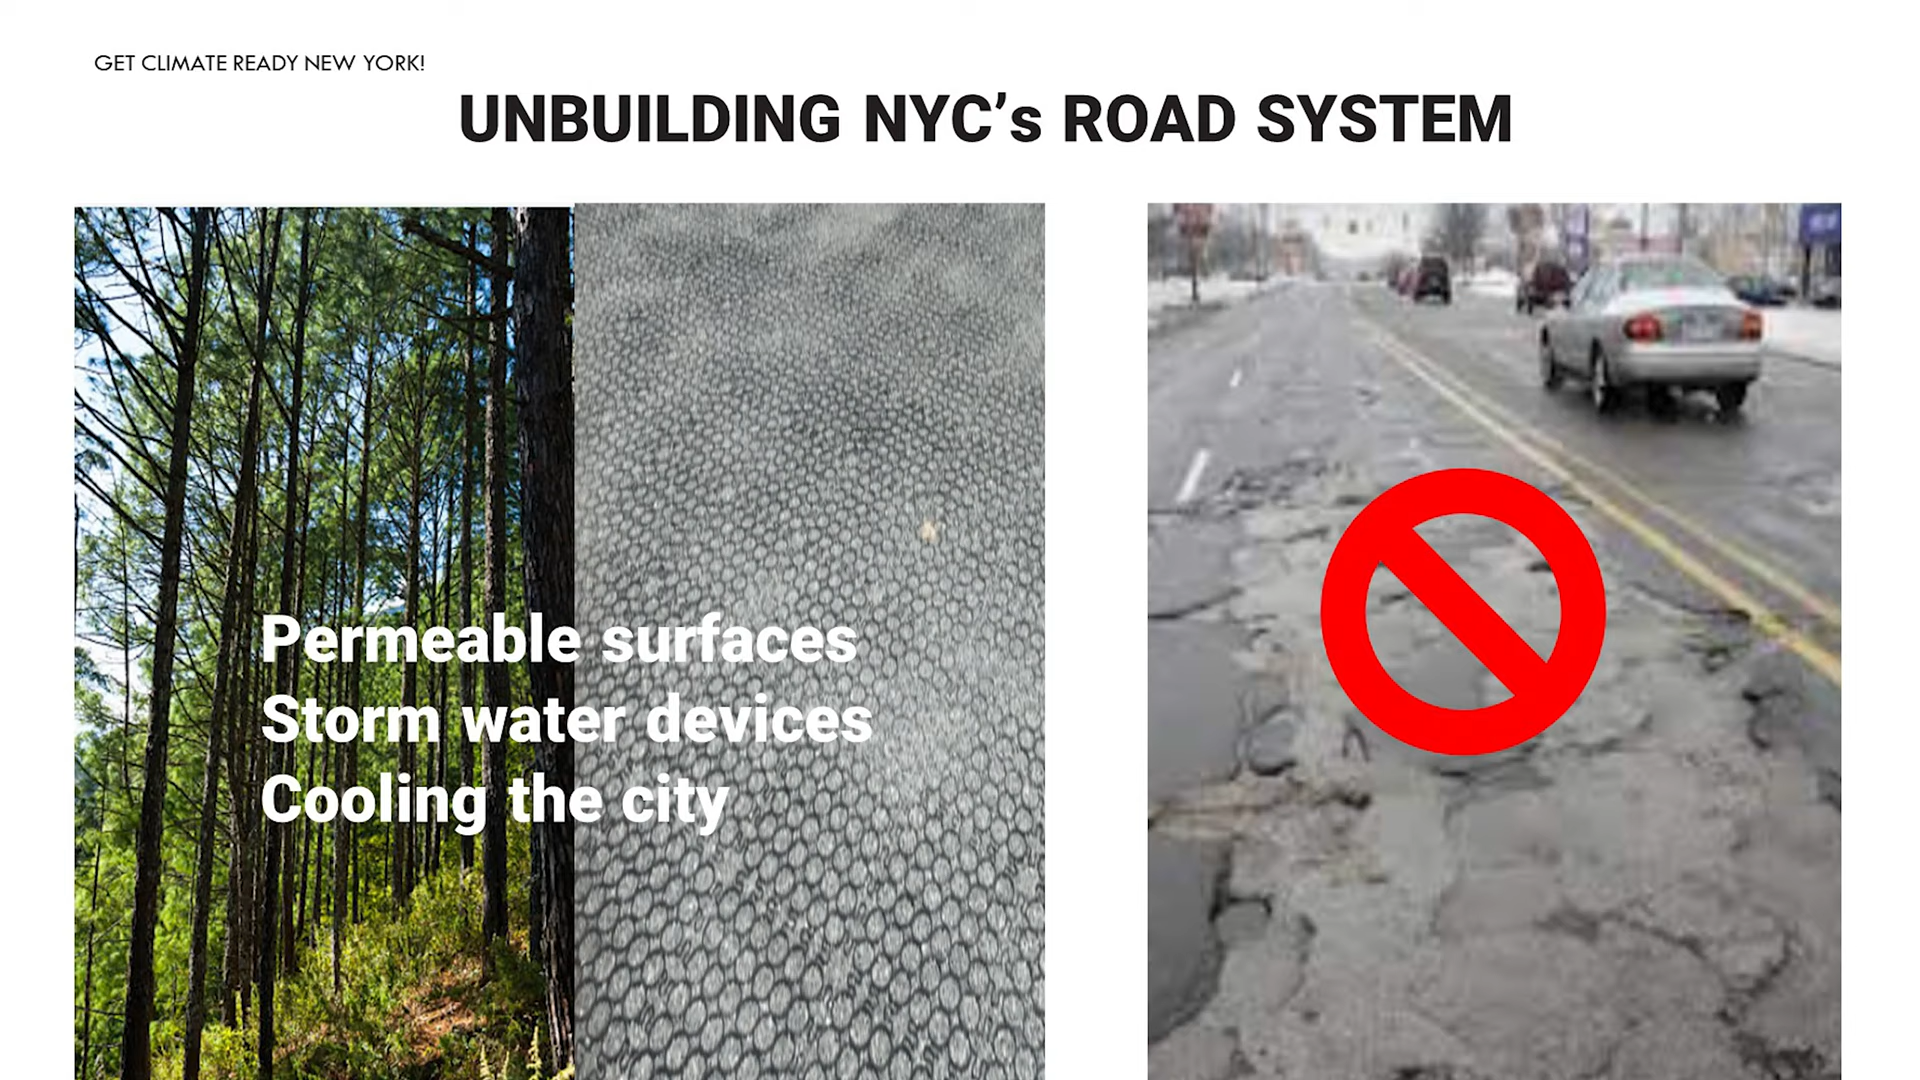 GET CLIMATE READY NEW YORK!
UNBUILDING NYC’s ROAD SYSTEM
Permeable surfaces
Storm water devices
Cooling the city